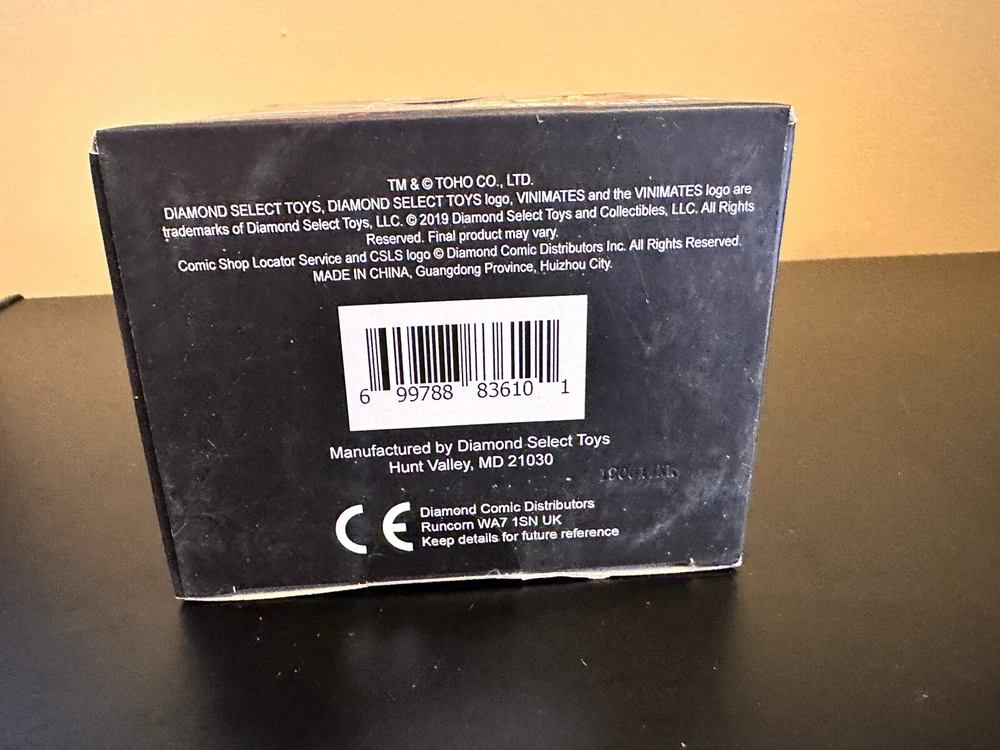 TM & © TOHO CO., LTD.
DIAMOND SELECT TOYS, DIAMOND SELECT TOYS logo, VINIMATES and the VINIMATES logo are
trademarks of Diamond Select Toys, LLC. © 2019 Diamond Select Toys and Collectibles, LLC. All Rights
Reserved. Final product may vary.
Comic Shop Locator Service and CSLS logo © Diamond Comic Distributors Inc. All Rights Reserved.
MADE IN CHINA, Guangdong Province, Huizhou City.
6 99788 83610 1
Manufactured by Diamond Select Toys
Hunt Valley, MD 21030
CE
Diamond Comic Distributors
Runcorn WA7 1SN UK
Keep details for future reference